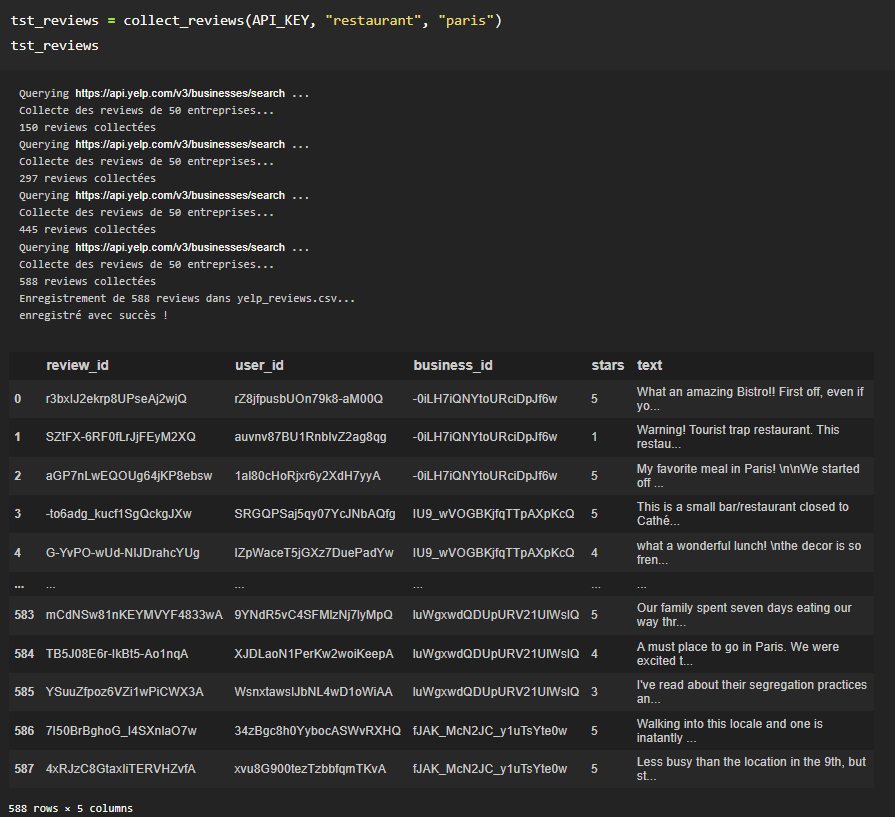 tst_reviews = collect_reviews(API_KEY, "restaurant", "paris")
tst_reviews
Querying https://api.yelp.com/v3/businesses/search ...
Collecte des reviews de 50 entreprises...
150 reviews collectées
Querying https://api.yelp.com/v3/businesses/search ...
Collecte des reviews de 50 entreprises...
297 reviews collectées
Querying https://api.yelp.com/v3/businesses/search ...
Collecte des reviews de 50 entreprises...
445 reviews collectées
Querying https://api.yelp.com/v3/businesses/search ...
Collecte des reviews de 50 entreprises...
588 reviews collectées
Enregistrement de 588 reviews dans yelp_reviews.csv...
enregistré avec succès !
review_id user_id business_id stars text
0 r3bxIJ2ekrp8UPseAj2wjQ rZ8jfpusbUOn79k8-aM00Q -0iLH7iQNYtoURciDpJf6w 5 What an amazing Bistro!! First off, even if
yo...
1 SZtFX-6RF0fLrJjFEyM2XQ auvnv87BU1RnbIvZ2ag8qg -0iLH7iQNYtoURciDpJf6w 1 Warning! Tourist trap restaurant. This
restau...
2 aGP7nLwEQOUg64jKP8ebsw 1al80cHoRjxr6y2XdH7yyA -0iLH7iQNYtoURciDpJf6w 5 My favorite meal in Paris! \n\nWe started
off ...
3 -to6adg_kucf1SgQckgJXw SRGQPSaj5qy07YcJNbAQfg IU9_wVOGBKjfqTTpAXpKcQ 5 This is a small bar/restaurant closed to
Cathé...
4 G-YvPO-wUd-NIJDrahcYUg IZpWaceT5jGXz7DuePadYw IU9_wVOGBKjfqTTpAXpKcQ 4 what a wonderful lunch! \nthe decor is so
fren...
... ... ... ... ... ...
583 mCdNSw81nKEYMVYF4833wA 9YNdR5vC4SFMIzNj7lyMpQ luWgxwdQDUpURV21UlWsIQ 5 Our family spent seven days eating our
way thr...
584 TB5J08E6r-lkBt5-Ao1nqA XJDLaoN1PerKw2woiKeepA luWgxwdQDUpURV21UlWsIQ 4 A must place to go in Paris. We were
excited t...
585 YSuuZfpoz6VZi1wPiCWX3A WsnxtawsIJbNL4wD1oWiAA luWgxwdQDUpURV21UlWsIQ 3 I've read about their segregation practices
an...
586 7I50BrBghoG_I4SXnIaO7w 34zBgc8h0YybocASWvRXHQ fJAK_McN2JC_y1uTsYte0w 5 Walking into this locale and one is
inatantly ...
587 4xRJzC8GtaxIiTERVHZvfA xvu8G900tezTzbbfqmTKvA fJAK_McN2JC_y1uTsYte0w 5 Less busy than the location in the 9th, but
st...
588 rows × 5 columns